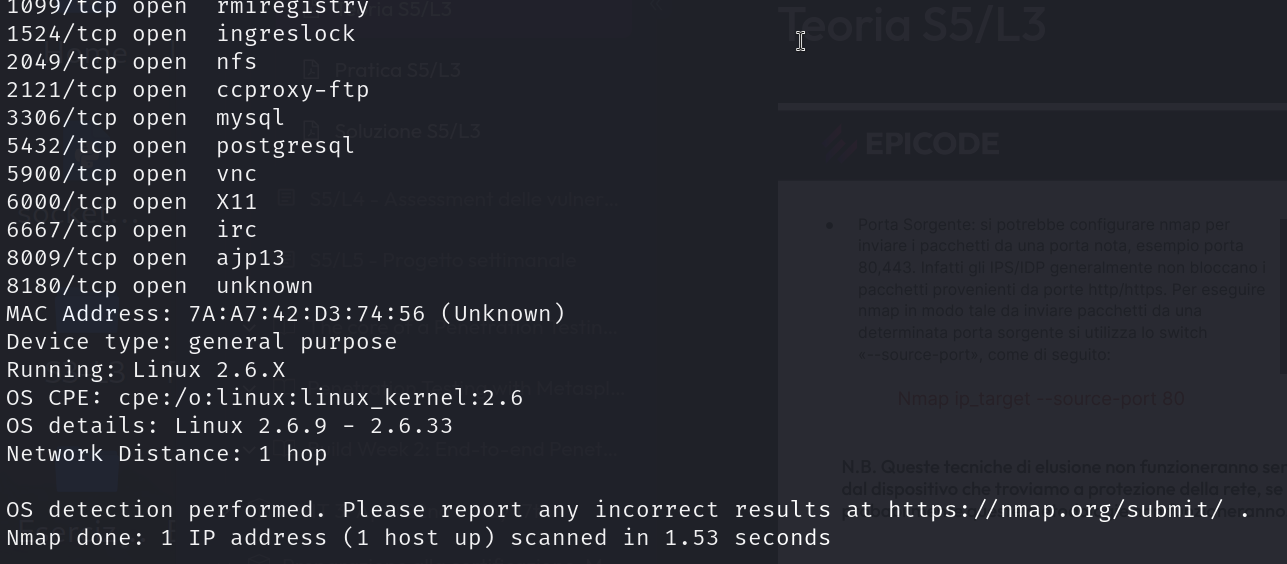 1099/tcp open  rmiregistry
1524/tcp open  ingreslock
2049/tcp open  nfs
2121/tcp open  ccproxy-ftp
3306/tcp open  mysql
5432/tcp open  postgresql
5900/tcp open  vnc
6000/tcp open  X11
6667/tcp open  irc
8009/tcp open  ajp13
8180/tcp open  unknown
MAC Address: 7A:A7:42:D3:74:56 (Unknown)
Device type: general purpose
Running: Linux 2.6.X
OS CPE: cpe:/o:linux:linux_kernel:2.6
OS details: Linux 2.6.9 - 2.6.33
Network Distance: 1 hop
OS detection performed. Please report any incorrect results at https://nmap.org/submit/ .
Nmap done: 1 IP address (1 host up) scanned in 1.53 seconds
Teoria S5/L3
Pratica S5/L3
Soluzione S5/L3
S5/L4 - Assessment delle vulner...
S5/L5 - Progetto settimanale
Build Week 2: End-to-end Penet...
Teoria S5/L3
EPICODE
● Porta Sorgente: si potrebbe configurare nmap per
inviare i pacchetti da una porta nota, esempio porta
80,443. Infatti gli IPS/IDP generalmente non bloccano i
pacchetti provenienti da porte http/https. Per eseguire
nmap in modo tale da inviare pacchetti da una
determinata porta sorgente si utilizza lo switch
«--source-port», come di seguito:
Nmap ip_target --source-port 80
N.B. Queste tecniche di elusione non funzioneranno
dal dispositivo che troviamo a protezione della rete, se